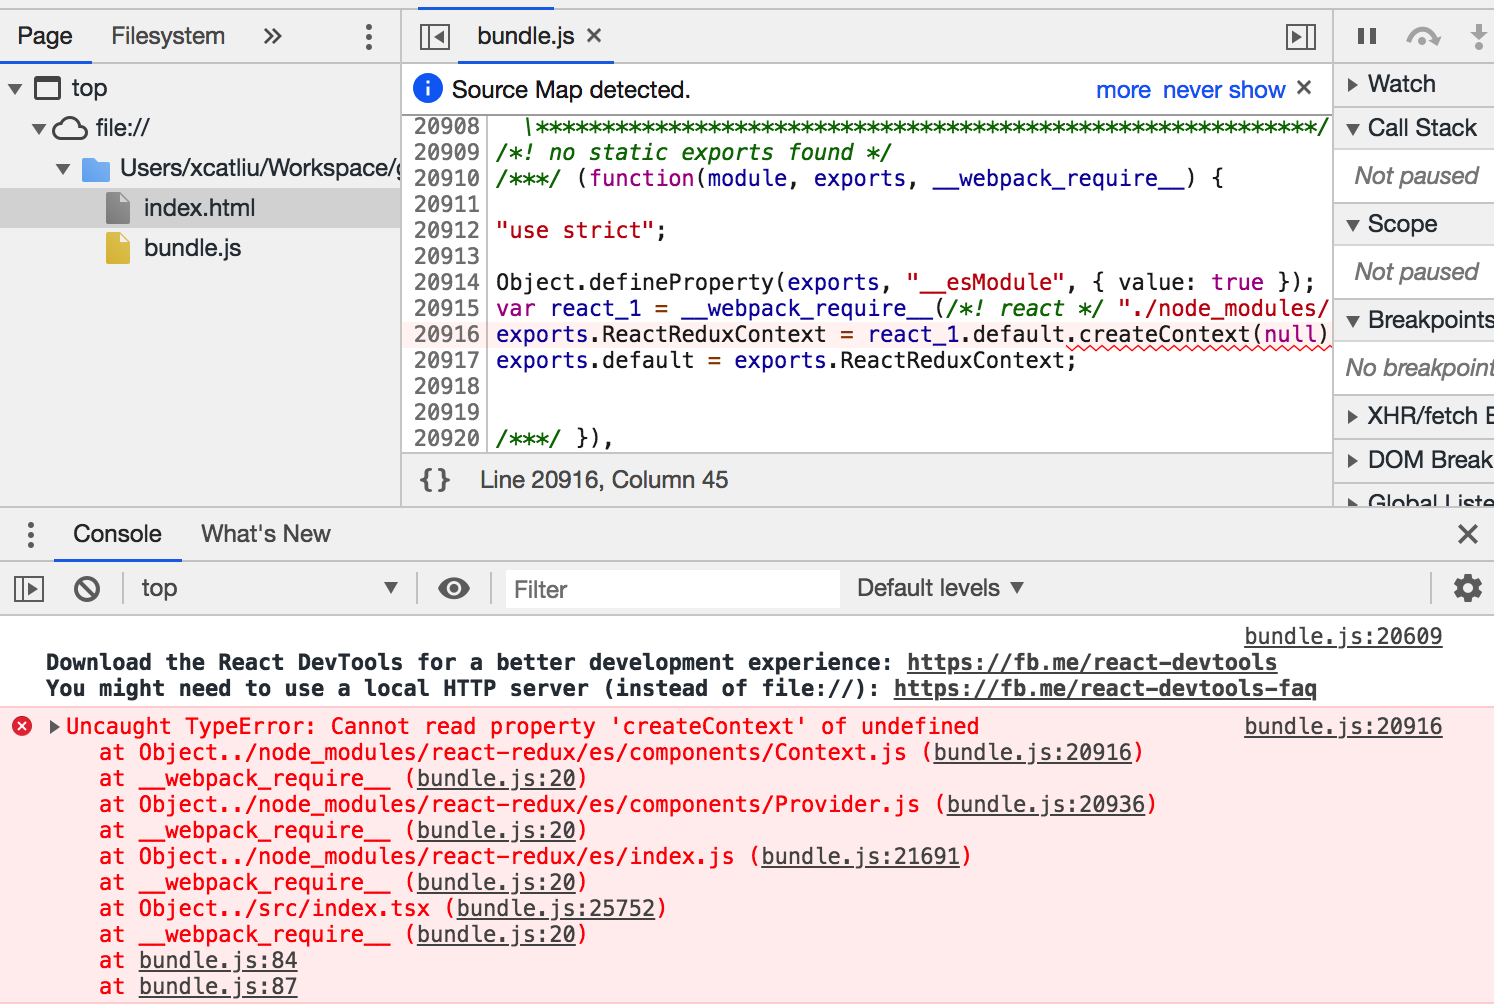 Page Filesystem »
top
file://
Users/xcatliu/Workspace/g
index.html
bundle.js
bundle.js ×
Source Map detected. more never show ×
20908 \***********************************************************/
20909 /*! no static exports found */
20910 /***/ (function(module, exports, __webpack_require__) {
20911
20912 "use strict";
20913
20914 Object.defineProperty(exports, "__esModule", { value: true });
20915 var react_1 = __webpack_require__(/*! react */ "./node_modules/
20916 exports.ReactReduxContext = react_1.default.createContext(null)
20917 exports.default = exports.ReactReduxContext;
20918
20919
20920 /***/ }),
{} Line 20916, Column 45
Watch
Call Stack
Not paused
Scope
Not paused
Breakpoints
No breakpoint
XHR/fetch B
DOM Break
Global Liste
Console What's New
top Filter Default levels
bundle.js:20609
Download the React DevTools for a better development experience: https://fb.me/react-devtools
You might need to use a local HTTP server (instead of file://): https://fb.me/react-devtools-faq
Uncaught TypeError: Cannot read property 'createContext' of undefined bundle.js:20916
at Object../node_modules/react-redux/es/components/Context.js (bundle.js:20916)
at __webpack_require__ (bundle.js:20)
at Object../node_modules/react-redux/es/components/Provider.js (bundle.js:20936)
at __webpack_require__ (bundle.js:20)
at Object../node_modules/react-redux/es/index.js (bundle.js:21691)
at __webpack_require__ (bundle.js:20)
at Object../src/index.tsx (bundle.js:25752)
at __webpack_require__ (bundle.js:20)
at bundle.js:84
at bundle.js:87